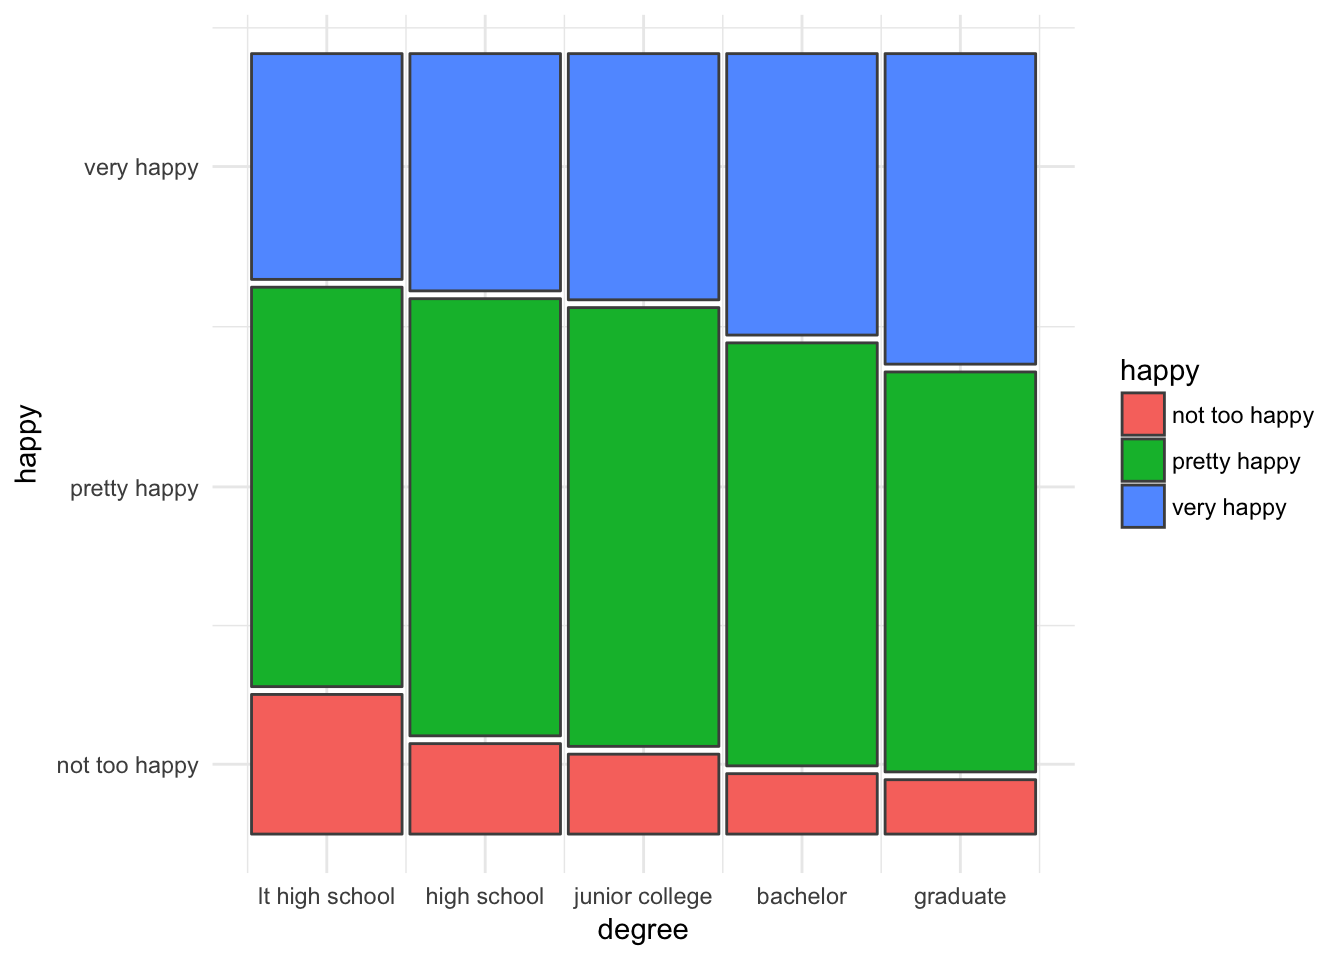 very happy
pretty happy
not too happy
happy
lt high school
high school
junior college
bachelor
graduate
degree
happy
not too happy
pretty happy
very happy